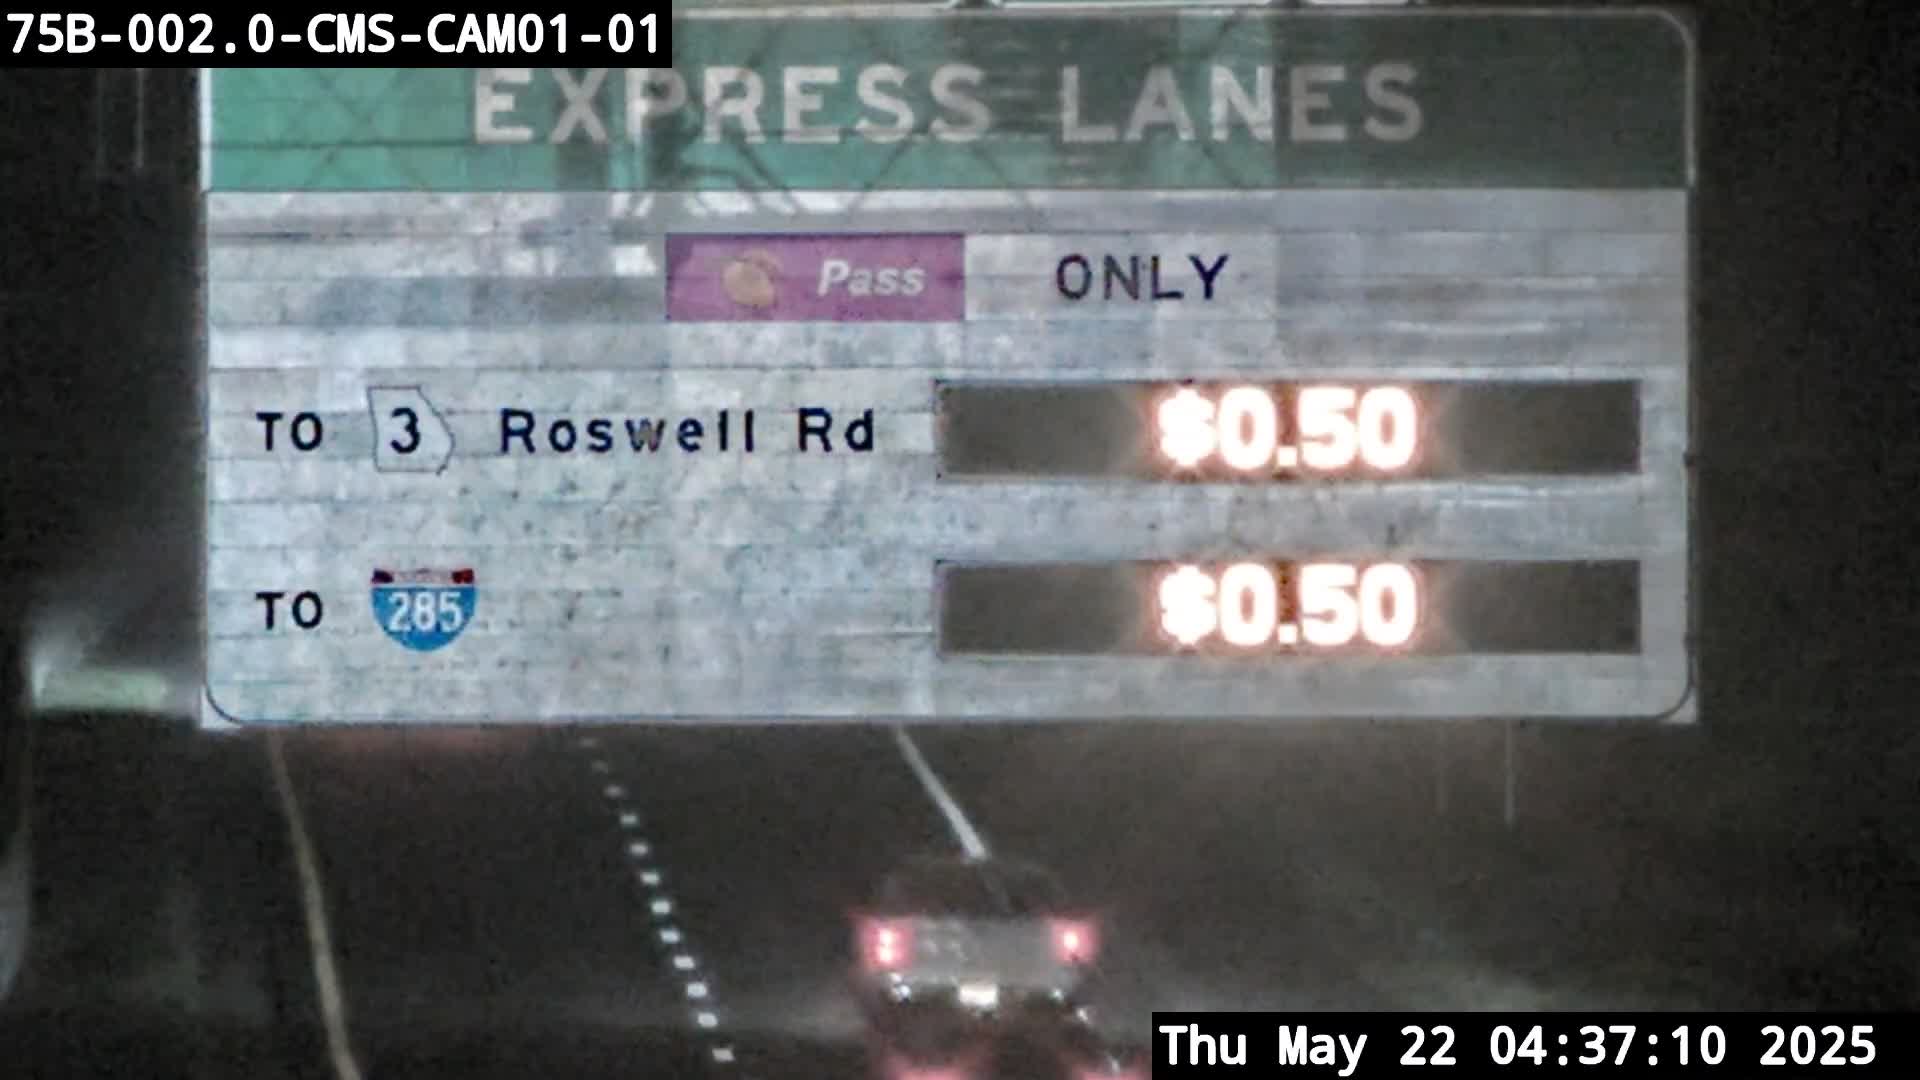 75B-002.0-CMS-CAM01-01
EXPRESS LANES
Pass ONLY
TO 3 Roswell Rd $0.50
TO 285 $0.50
Thu May 22 04:37:10 2025